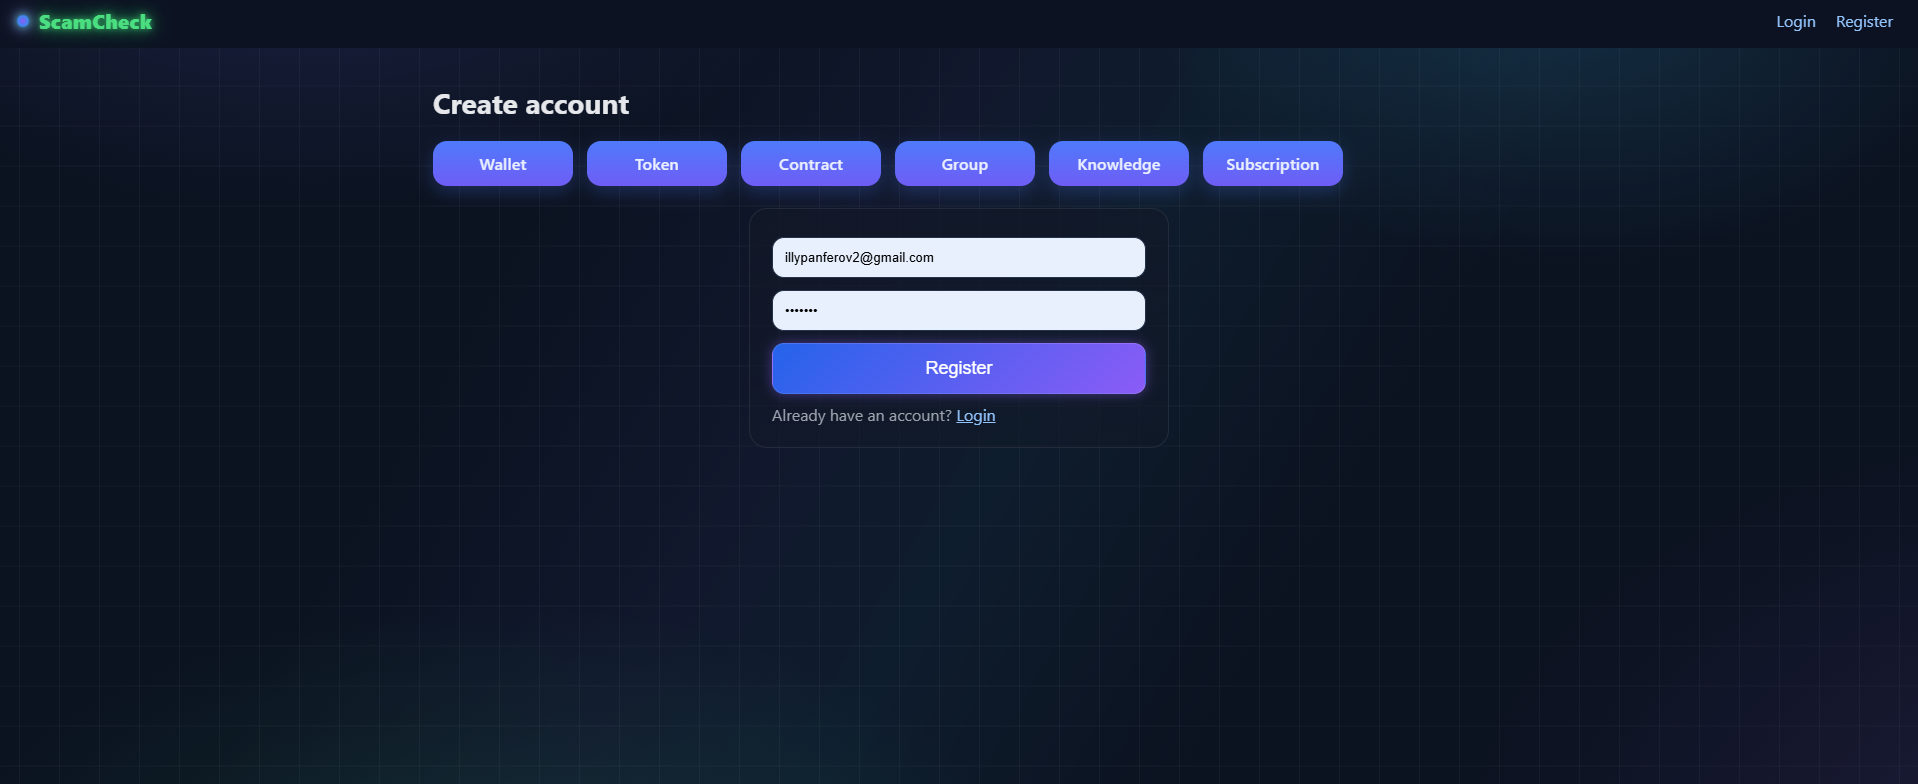 ScamCheck Login Register
Create account
Wallet Token Contract Group Knowledge Subscription
illypanferov2@gmail.com
•••••••
Register
Already have an account? Login